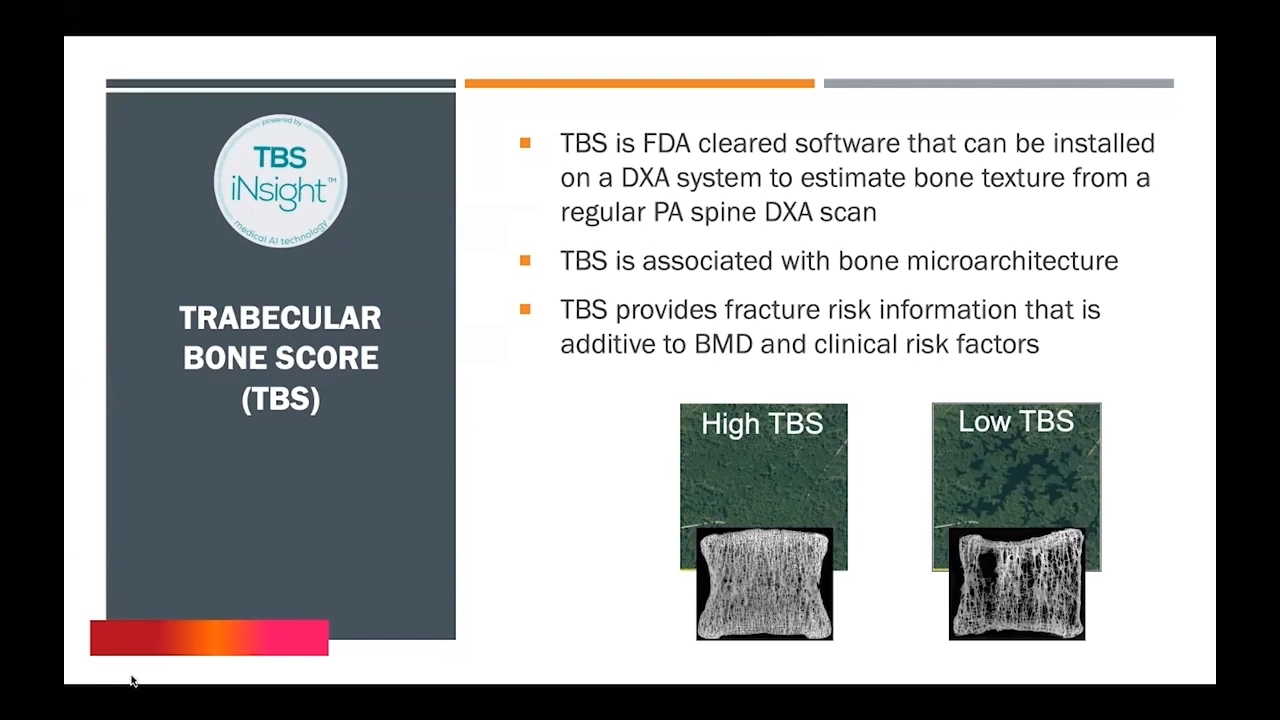 powered by
TBS
iNsight™
medical AI technology
TRABECULAR
BONE SCORE
(TBS)
TBS is FDA cleared software that can be installed
on a DXA system to estimate bone texture from a
regular PA spine DXA scan
TBS is associated with bone microarchitecture
TBS provides fracture risk information that is
additive to BMD and clinical risk factors
High TBS
Low TBS